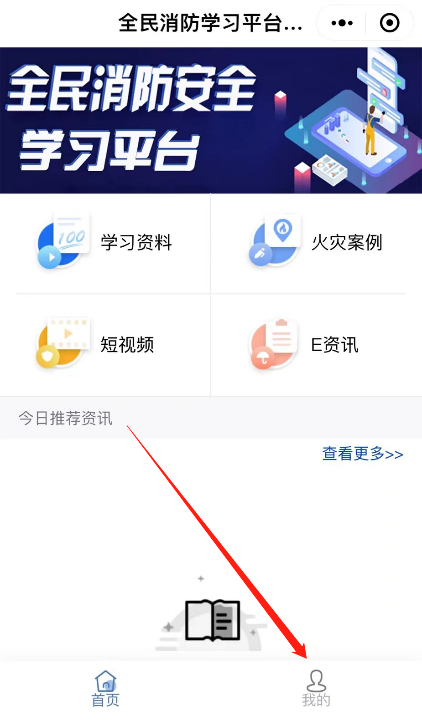 全民消防学习平台...
全民消防安全
学习平台
100
学习资料
火灾案例
短视频
E资讯
今日推荐资讯
查看更多>>
首页
我的